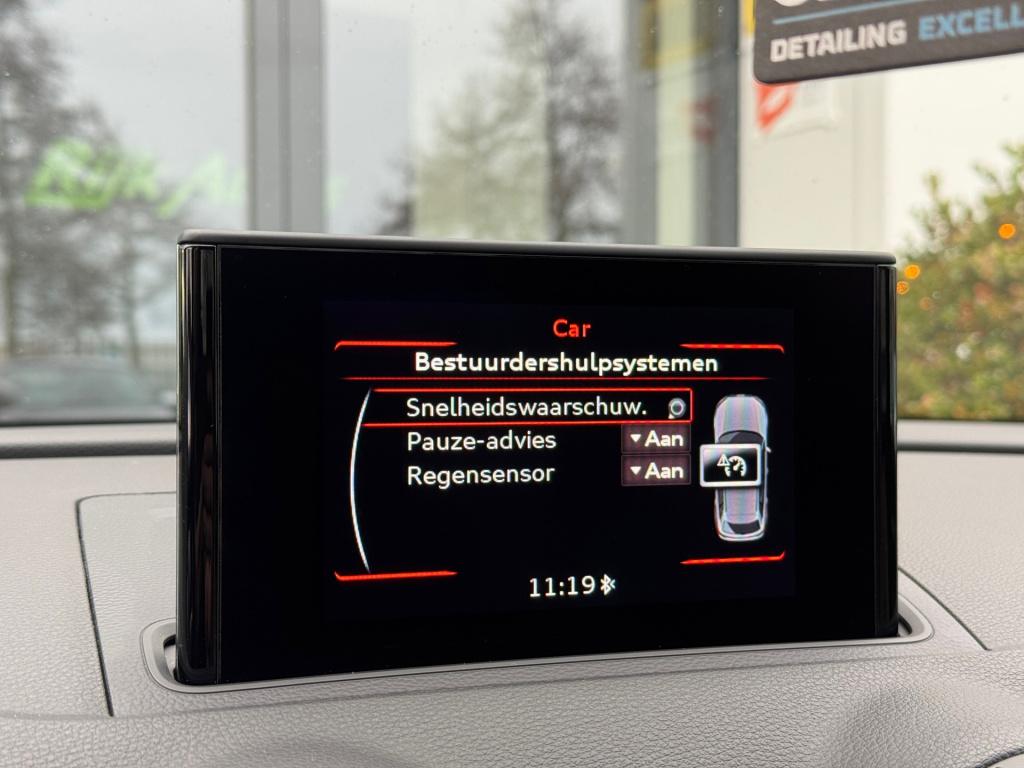 DETAILING EXCELL
Car
Bestuurdershulpsystemen
Snelheidswaarschuw.
Pauze-advies Aan
Regensensor Aan
11:19